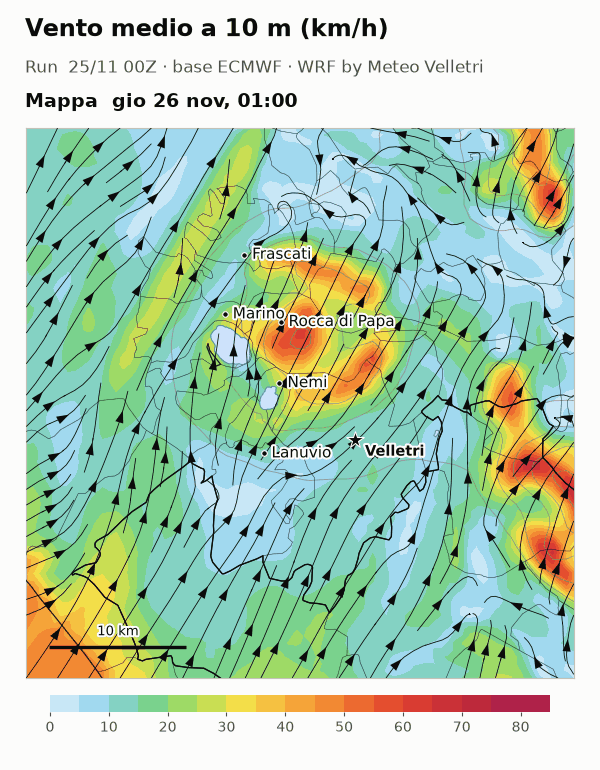 Vento medio a 10 m (km/h)
Run  25/11 00Z · base ECMWF · WRF by Meteo Velletri
Mappa  gio 26 nov, 01:00
Frascati
Marino
Rocca di Papa
Nemi
Velletri
Lanuvio
10 km
0 10 20 30 40 50 60 70 80